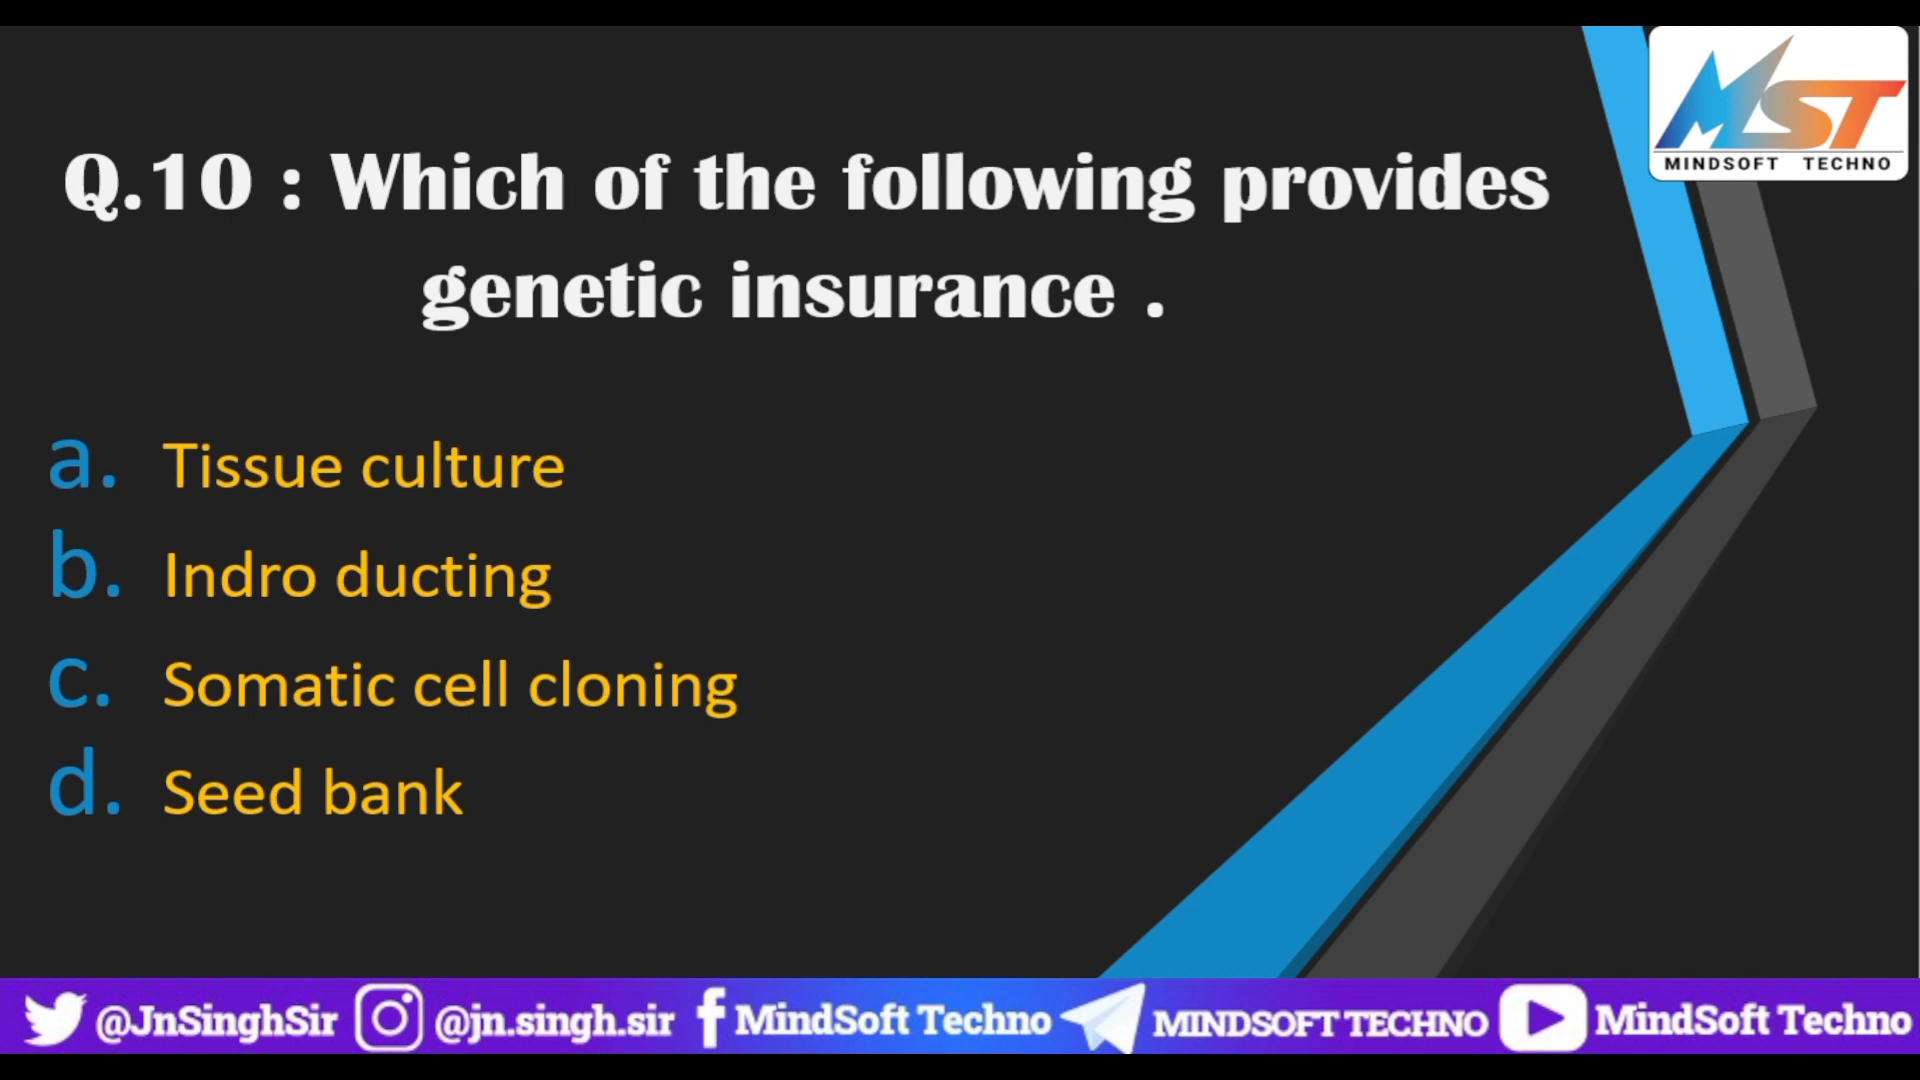 MST
MINDSOFT TECHNO
Q.10 : Which of the following provides
genetic insurance .
a. Tissue culture
b. Indro ducting
c. Somatic cell cloning
d. Seed bank
@JnSinghSir @jn.singh.sir MindSoft Techno MINDSOFT TECHNO MindSoft Techno